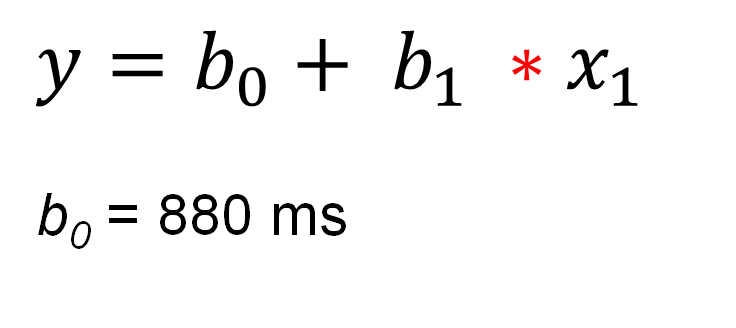 y = b₀ + b₁ * x₁
b₀ = 880 ms